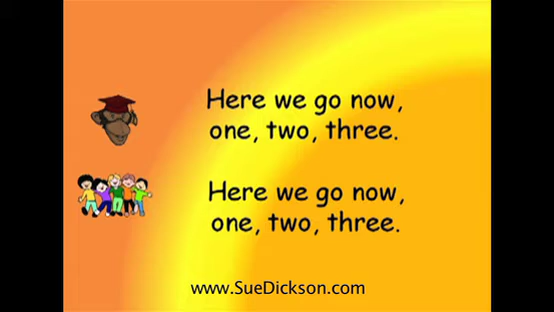 Here we go now,
one, two, three.
Here we go now,
one, two, three.
www.SueDickson.com